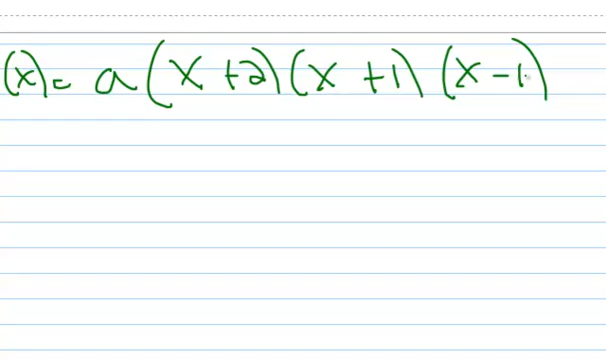 (x) = a(x+2)(x+1)(x-1)